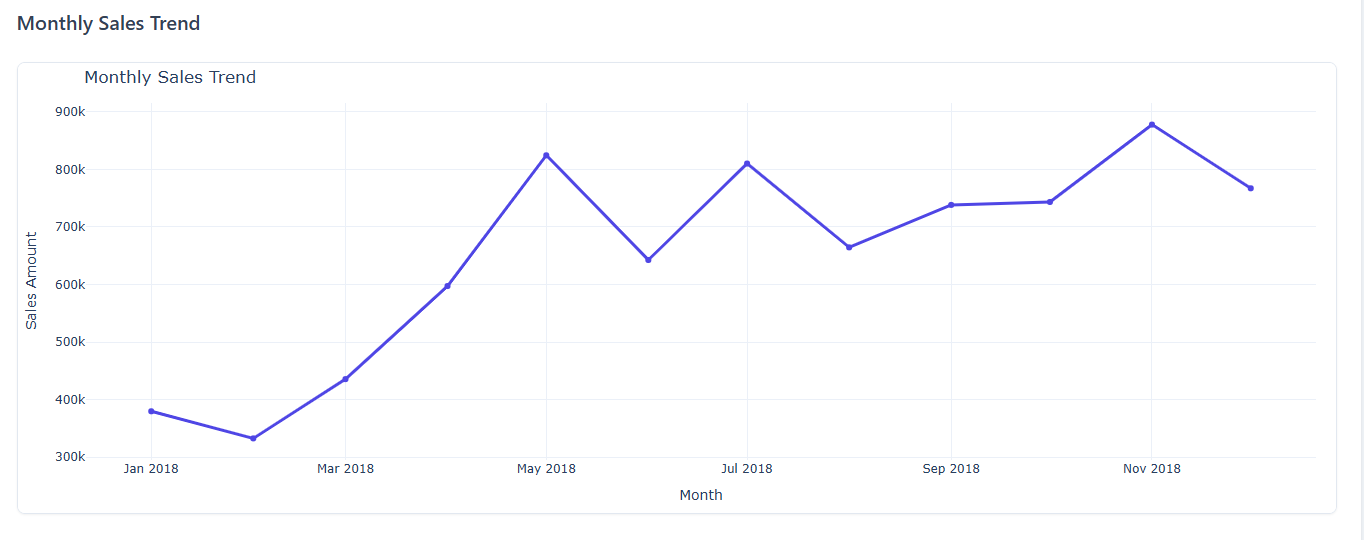 Monthly Sales Trend
Monthly Sales Trend
900k
800k
700k
600k
500k
400k
300k
Sales Amount
Jan 2018
Mar 2018
May 2018
Jul 2018
Sep 2018
Nov 2018
Month